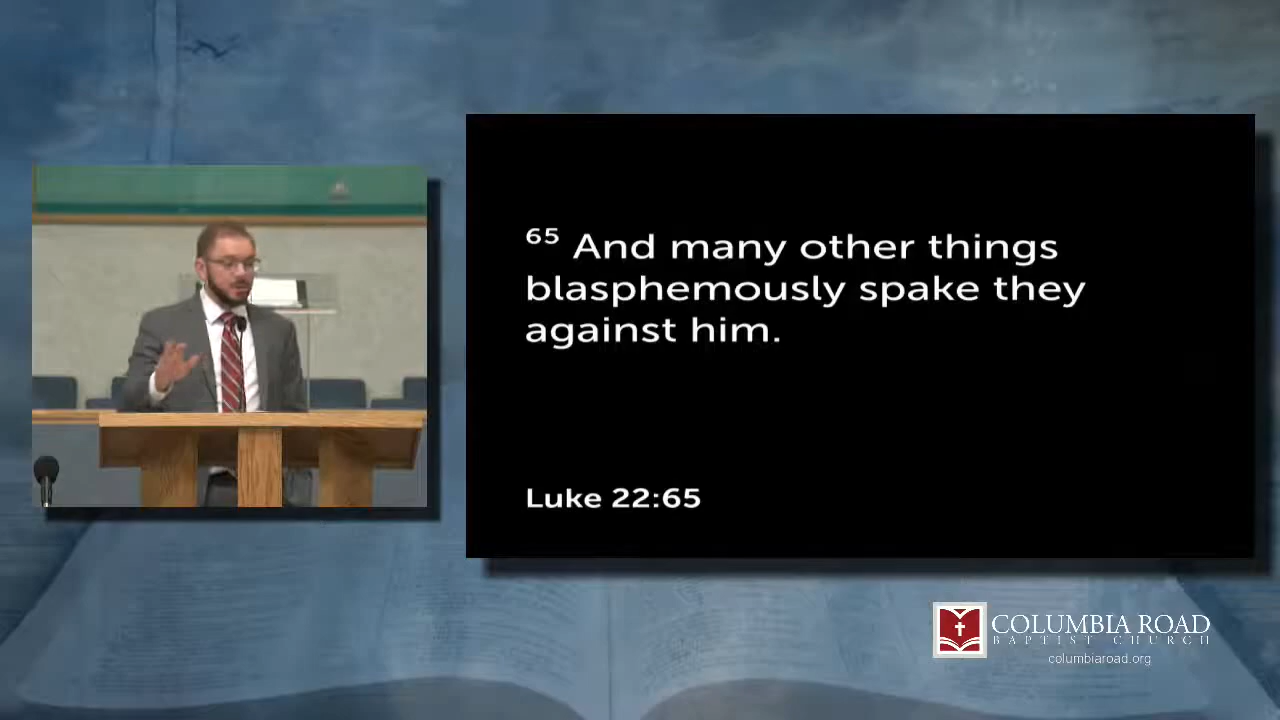 65 And many other things
blasphemously spake they
against him.
Luke 22:65
COLUMBIA ROAD
BAPTIST CHURCH
columbiaroad.org